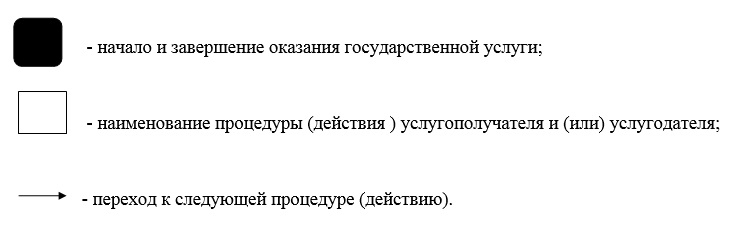 - начало и завершение оказания государственной услуги;
- наименование процедуры (действия ) услугополучателя и (или) услугодателя;
- переход к следующей процедуре (действию).